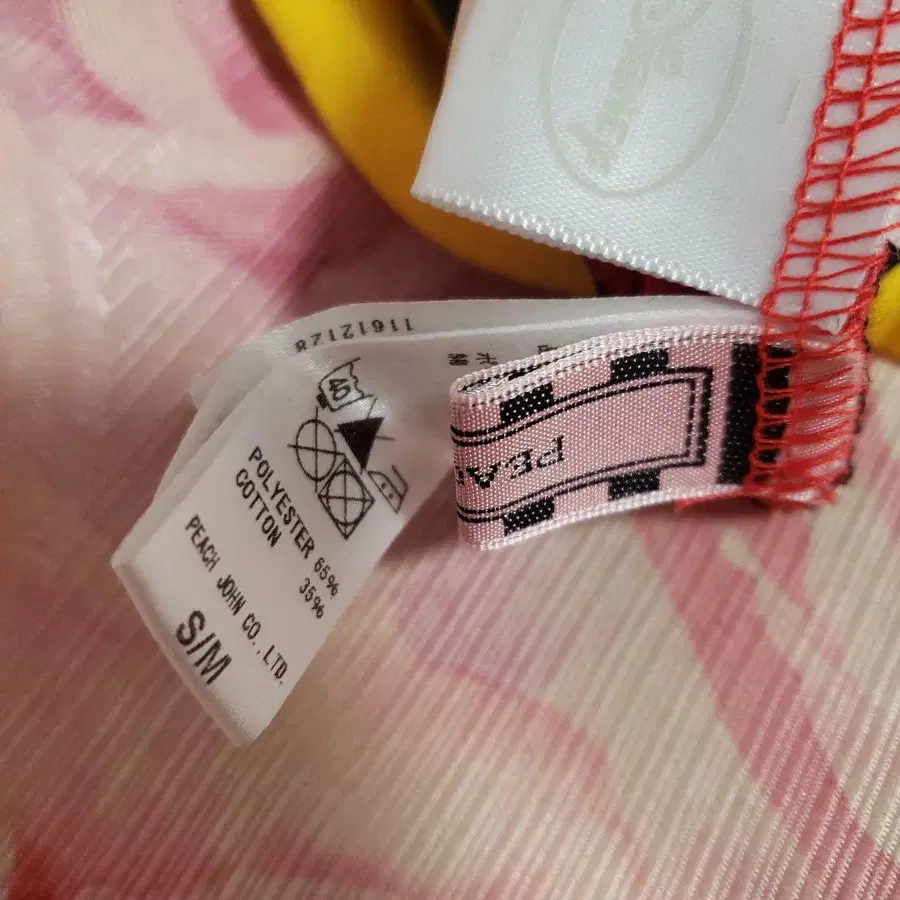 11612128
40
POLYESTER 65%
COTTON 35%
PEACH JOHN CO.,LTD.
S/M
PEA